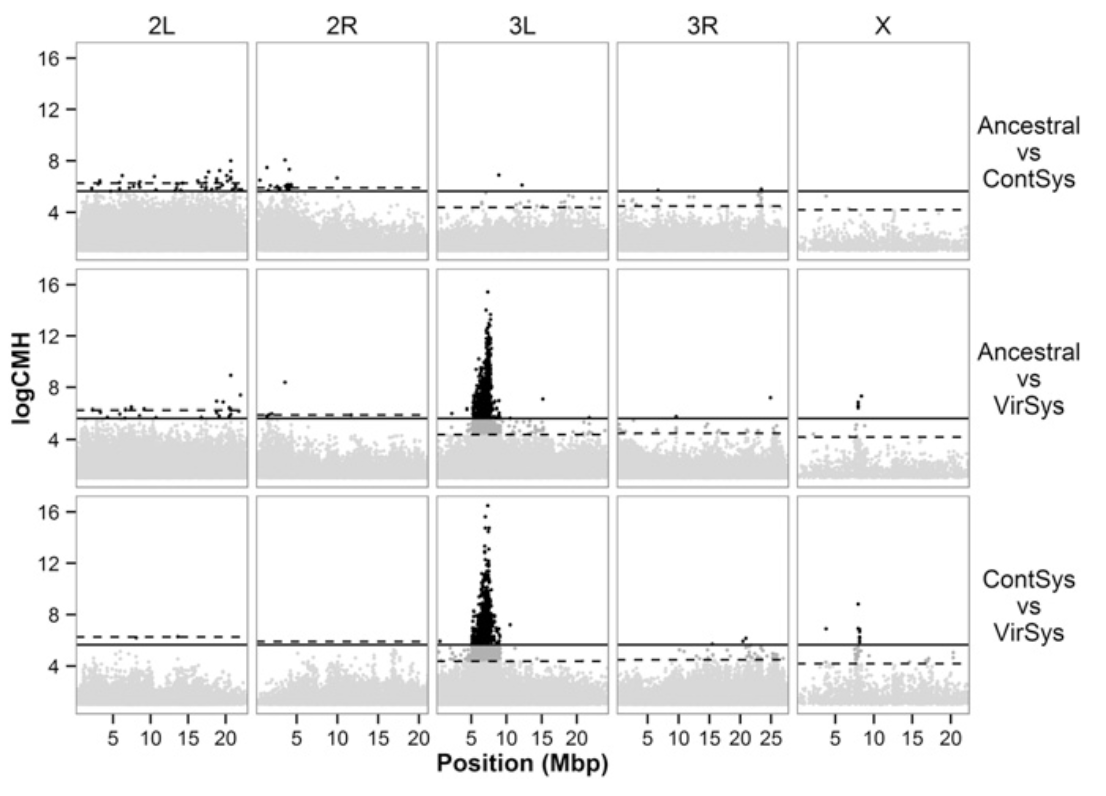 2L 2R 3L 3R X
16
12
8
4
Ancestral
vs
ContSys
16
12
8
4
Ancestral
vs
VirSys
16
12
8
4
ContSys
vs
VirSys
logCMH
5 10 15 20 5 10 15 20 5 10 15 20 5 10 15 20 25 5 10 15 20
Position (Mbp)